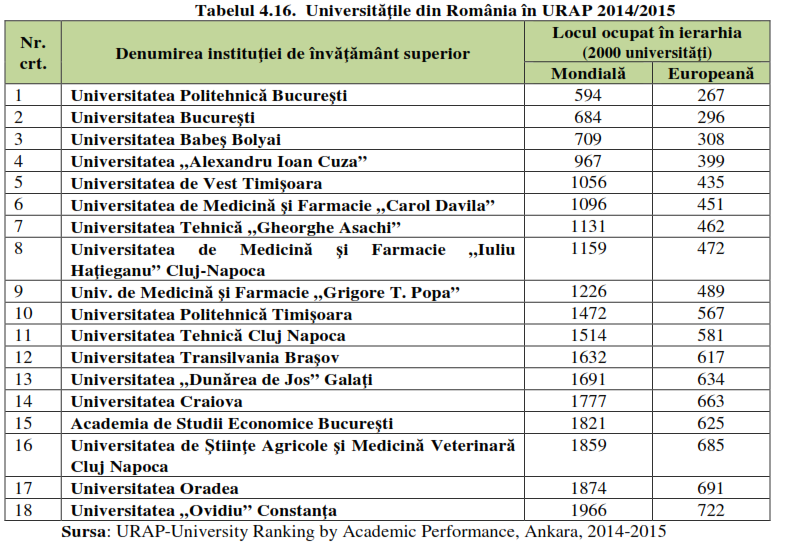 Tabelul 4.16. Universitățile din România în URAP 2014/2015
Nr. crt. Denumirea instituției de învățământ superior Locul ocupat în ierarhia (2000 universități)
Mondială Europeană
1 Universitatea Politehnică București 594 267
2 Universitatea București 684 296
3 Universitatea Babeș Bolyai 709 308
4 Universitatea „Alexandru Ioan Cuza” 967 399
5 Universitatea de Vest Timișoara 1056 435
6 Universitatea de Medicină și Farmacie „Carol Davila” 1096 451
7 Universitatea Tehnică „Gheorghe Asachi” 1131 462
8 Universitatea de Medicină și Farmacie „Iuliu 1159 472
Hațieganu” Cluj-Napoca
9 Univ. de Medicină și Farmacie „Grigore T. Popa” 1226 489
10 Universitatea Politehnică Timișoara 1472 567
11 Universitatea Tehnică Cluj Napoca 1514 581
12 Universitatea Transilvania Brașov 1632 617
13 Universitatea „Dunărea de Jos” Galați 1691 634
14 Universitatea Craiova 1777 663
15 Academia de Studii Economice București 1821 625
16 Universitatea de Științe Agricole și Medicină Veterinară 1859 685
Cluj Napoca
17 Universitatea Oradea 1874 691
18 Universitatea „Ovidiu” Constanța 1966 722
Sursa: URAP-University Ranking by Academic Performance, Ankara, 2014-2015